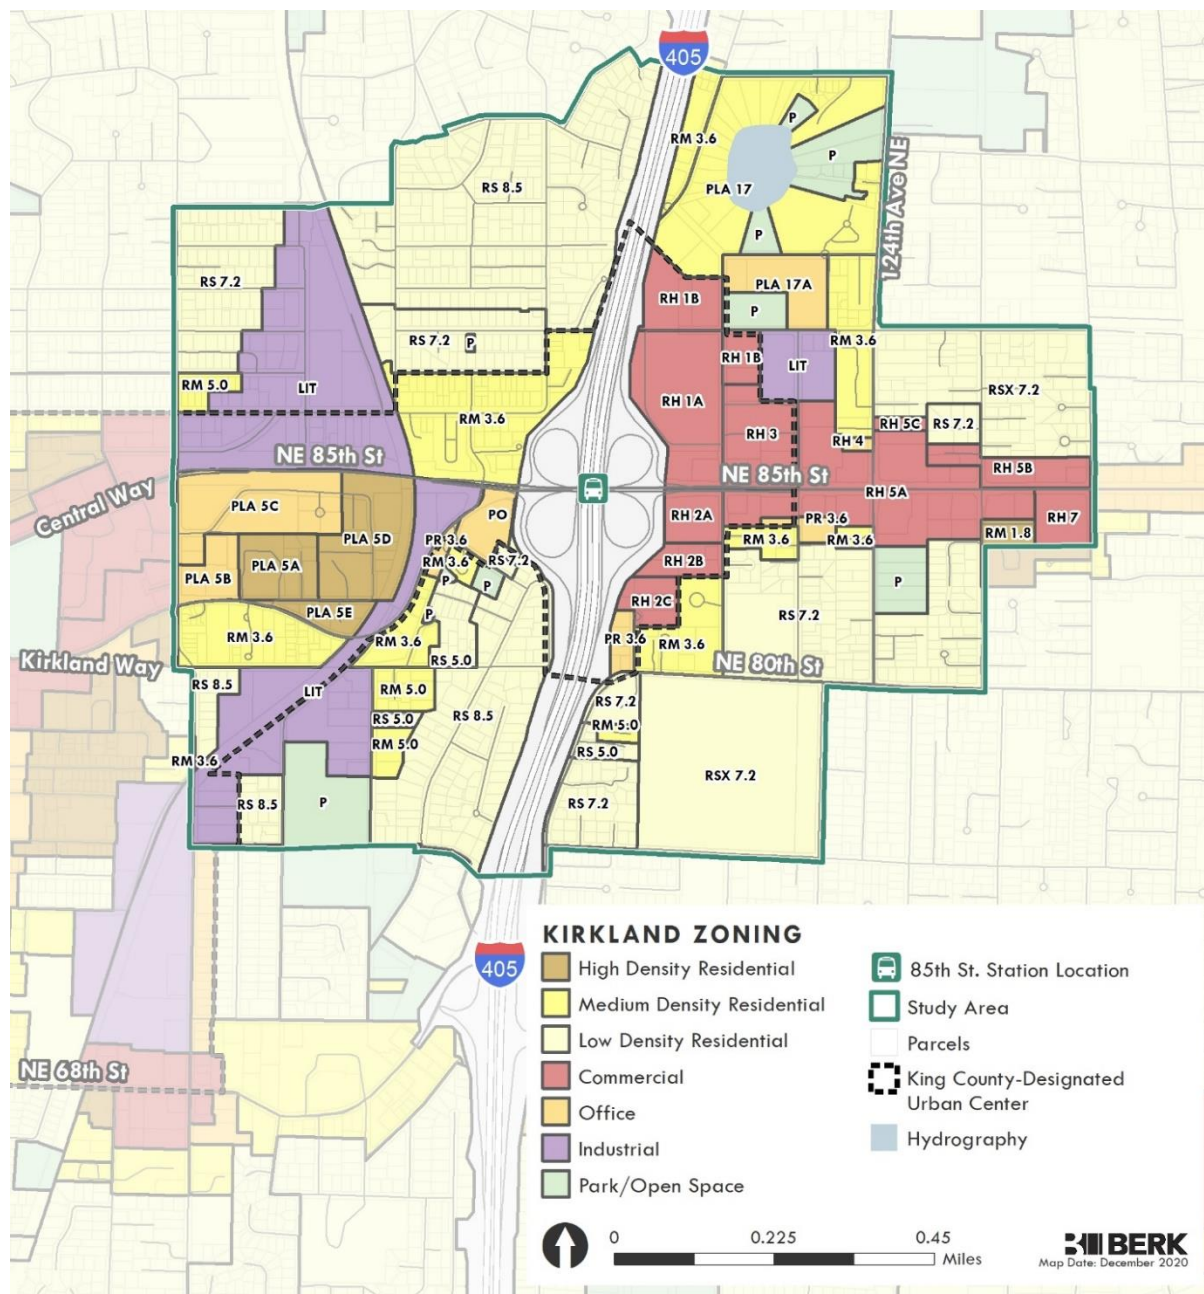 405
RM 3.6
P
P
PLA 17
RS 8.5
124th Ave NE
P
RS 7.2
PLA 17A
RH 1B
P
RS 7.2
P
RH 1B
LIT
RM 3.6
RM 5.0
LIT
RSX 7.2
RH 1A
RM 3.6
RH 5C
RS 7.2
RH 3
RH 4
NE 85th St
RH 5B
NE 85th St
Central Way
PLA 5C
RH 5A
PO
RH 2A
PR 3.6
RH 7
PLA 5D
PR 3.6
RM 3.6
RM 3.6
RM 1.8
RM 3.6
RS 7.2
RH 2B
PLA 5A
PLA 5B
P
P
P
RH 2C
PLA 5E
P
RS 7.2
RM 3.6
RM 3.6
PR 3.6
RM 3.6
RS 5.0
Kirkland Way
NE 80th St
RS 8.5
LIT
RM 5.0
RS 7.2
RS 5.0
RS 8.5
RM 5.0
RM 5.0
RS 5.0
RM 3.6
RSX 7.2
RS 8.5
P
RS 7.2
405
NE 68th St
KIRKLAND ZONING
High Density Residential
Medium Density Residential
Low Density Residential
Commercial
Office
Industrial
Park/Open Space
85th St. Station Location
Study Area
Parcels
King County-Designated
Urban Center
Hydrography
0 0.225 0.45
Miles
BERK
Map Date: December 2020